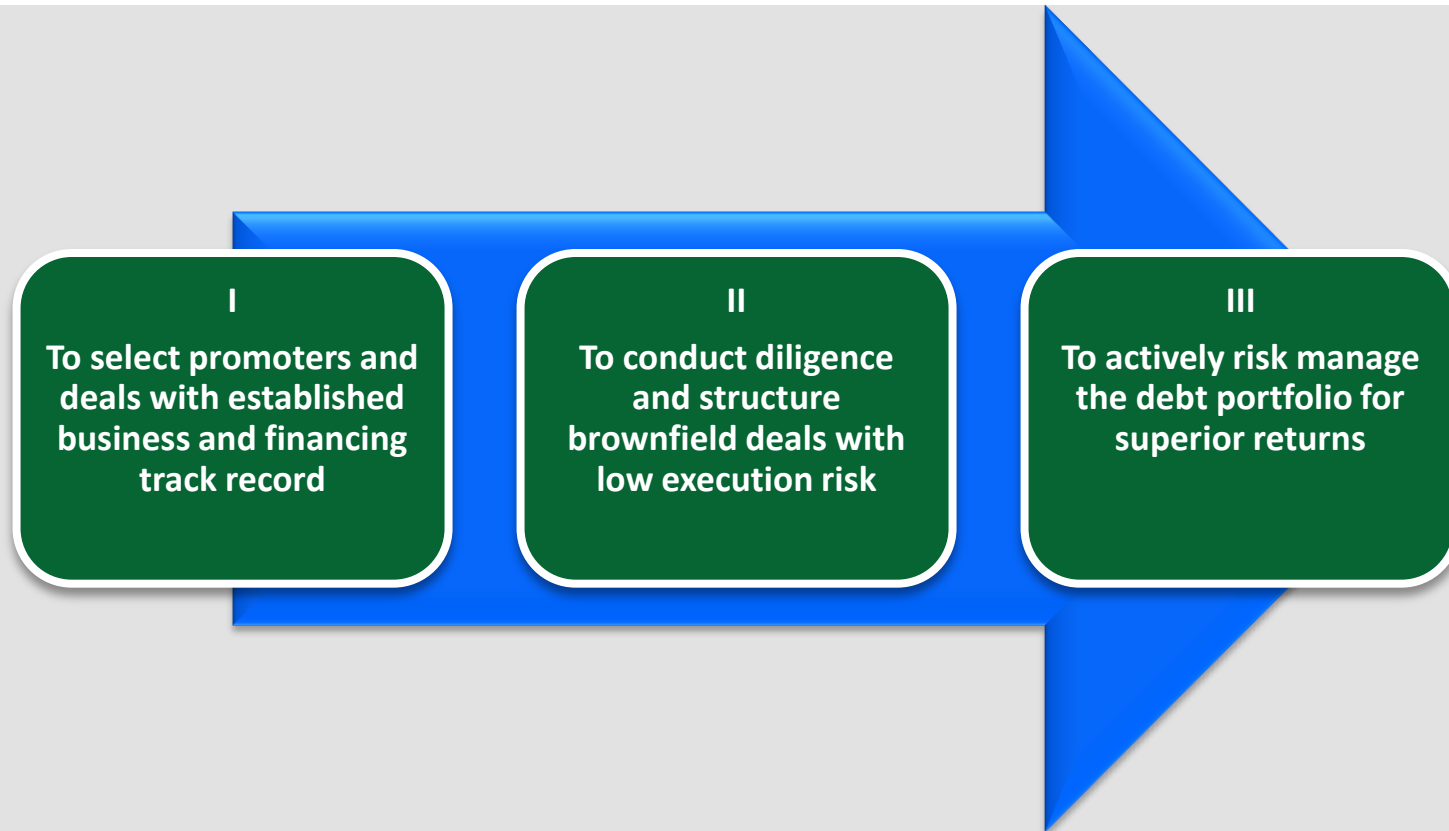 I
To select promoters and
deals with established
business and financing
track record
II
To conduct diligence
and structure
brownfield deals with
low execution risk
III
To actively risk manage
the debt portfolio for
superior returns